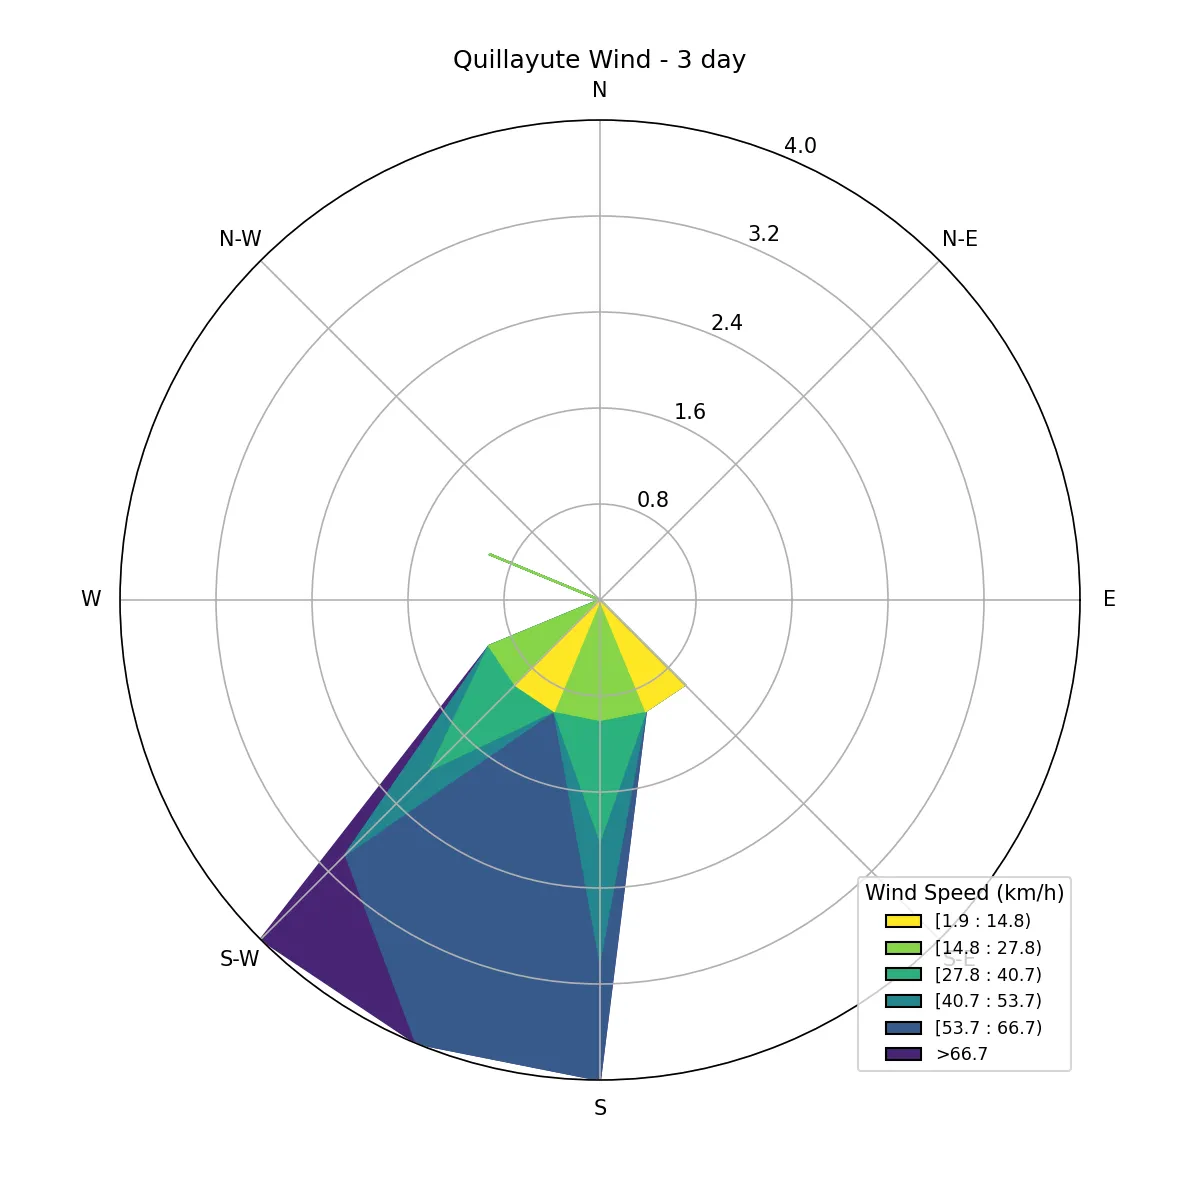 Quillayute Wind - 3 day
N
4.0
N-W
N-E
3.2
2.4
1.6
0.8
W
E
S-W
S-E
S
Wind Speed (km/h)
[1.9 : 14.8)
[14.8 : 27.8)
[27.8 : 40.7)
[40.7 : 53.7)
[53.7 : 66.7)
>66.7